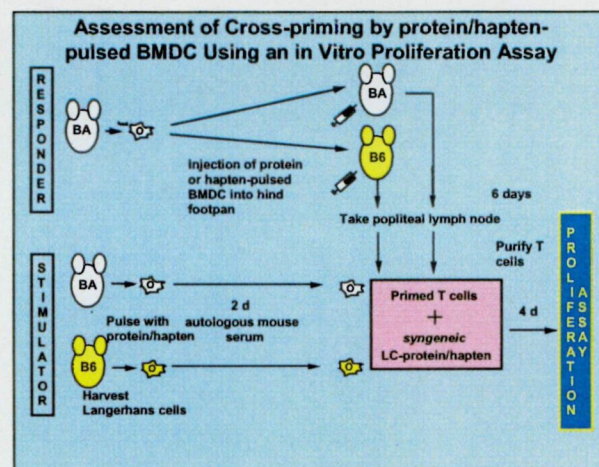 Assessment of Cross-priming by protein/hapten-
pulsed BMDC Using an in Vitro Proliferation Assay
RESPONDER
BA
BA
B6
Injection of protein
or hapten-pulsed
BMDC into hind
footpan
6 days
Take popliteal lymph node
Purify T
cells
STIMULATOR
BA
Pulse with
protein/hapten
2 d
autologous mouse
serum
B6
Harvest
Langerhans cells
Primed T cells
+
syngeneic
LC-protein/hapten
4 d
PROLIFERATION
ASSAY